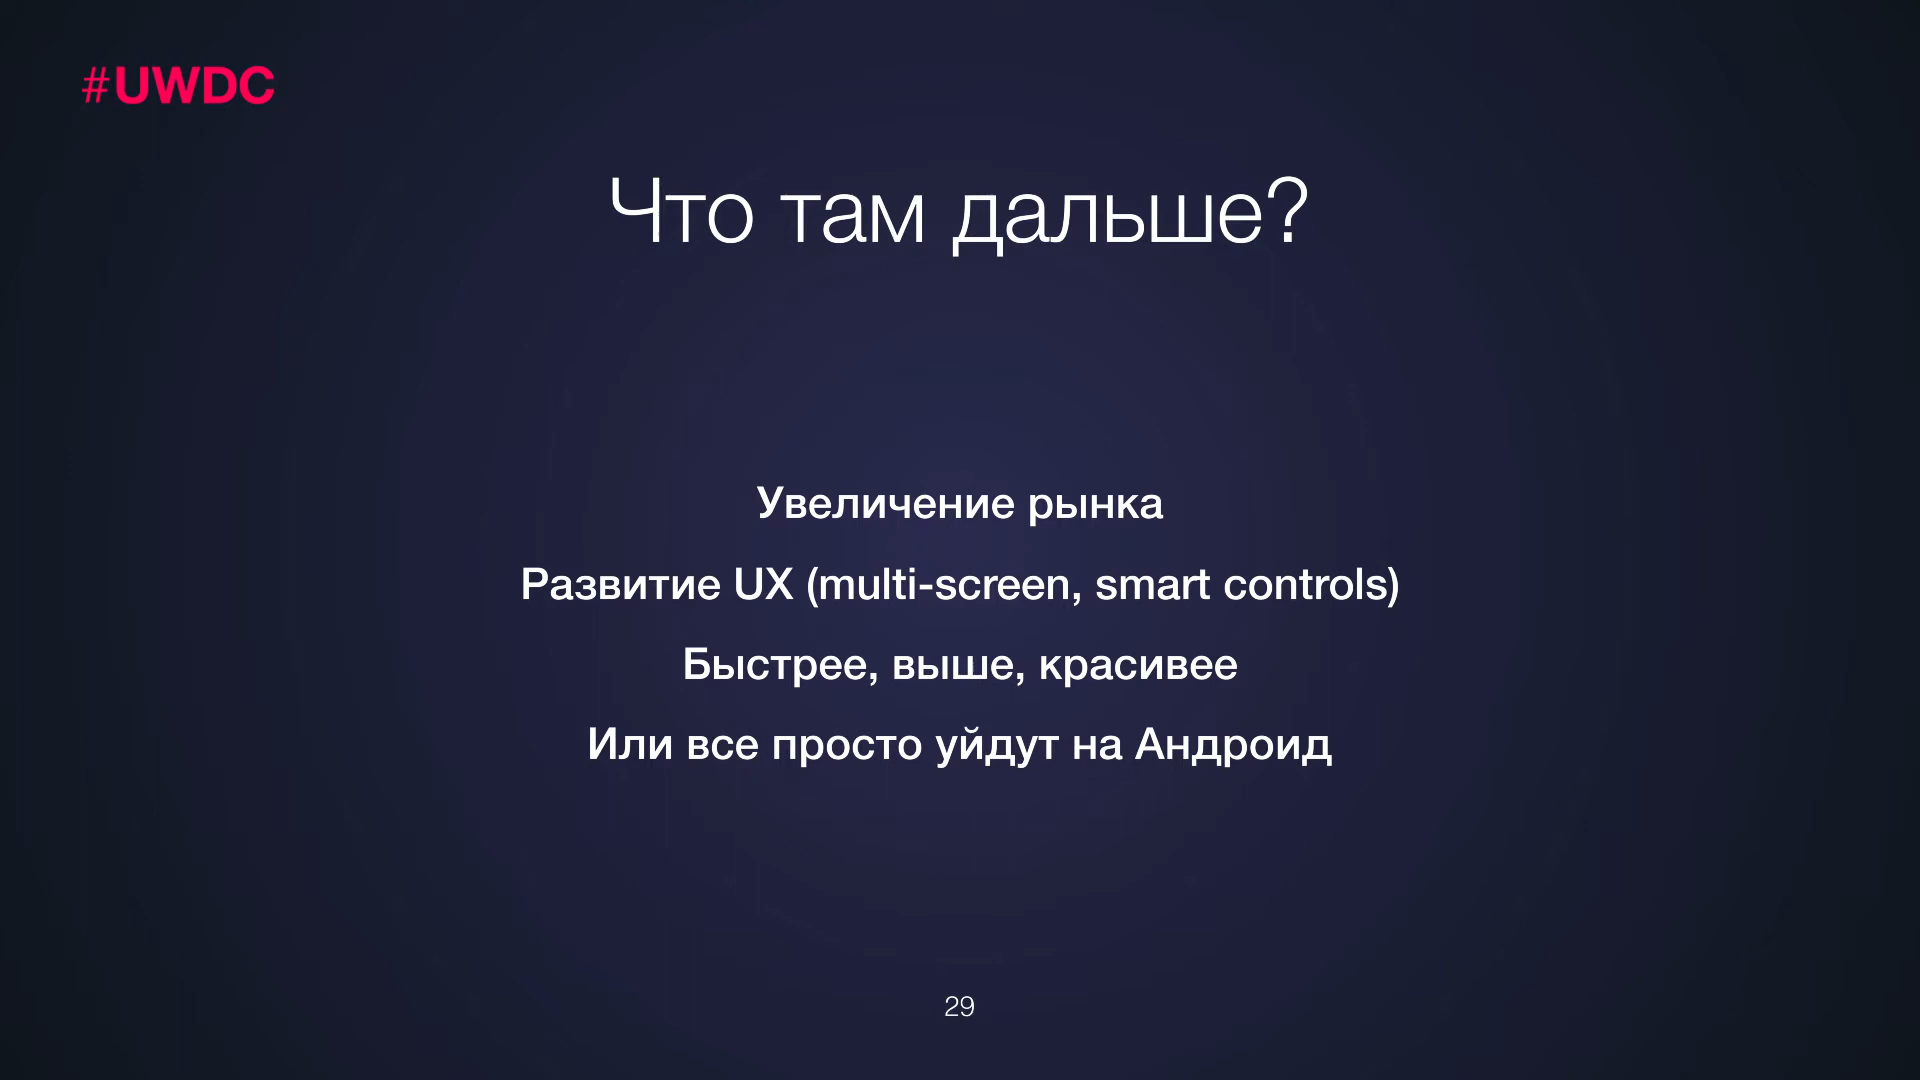 #UWDC
Что там дальше?
Увеличение рынка
Развитие UX (multi-screen, smart controls)
Быстрее, выше, красивее
Или все просто уйдут на Андроид
29